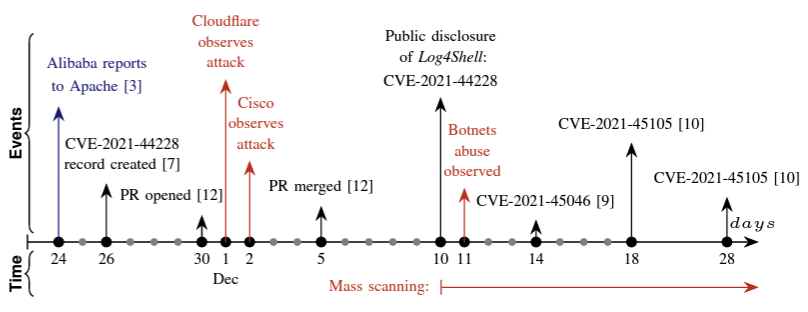 Cloudflare
observes
attack
Public disclosure
of Log4Shell:
CVE-2021-44228
Alibaba reports
to Apache [3]
Cisco
observes
attack
Botnets
abuse
observed
CVE-2021-45105 [10]
CVE-2021-44228
record created [7]
CVE-2021-45105 [10]
PR opened [12]
PR merged [12]
CVE-2021-45046 [9]
Events
days
24 26 30 1 2 5 10 11 14 18 28
Dec
Time
Mass scanning: